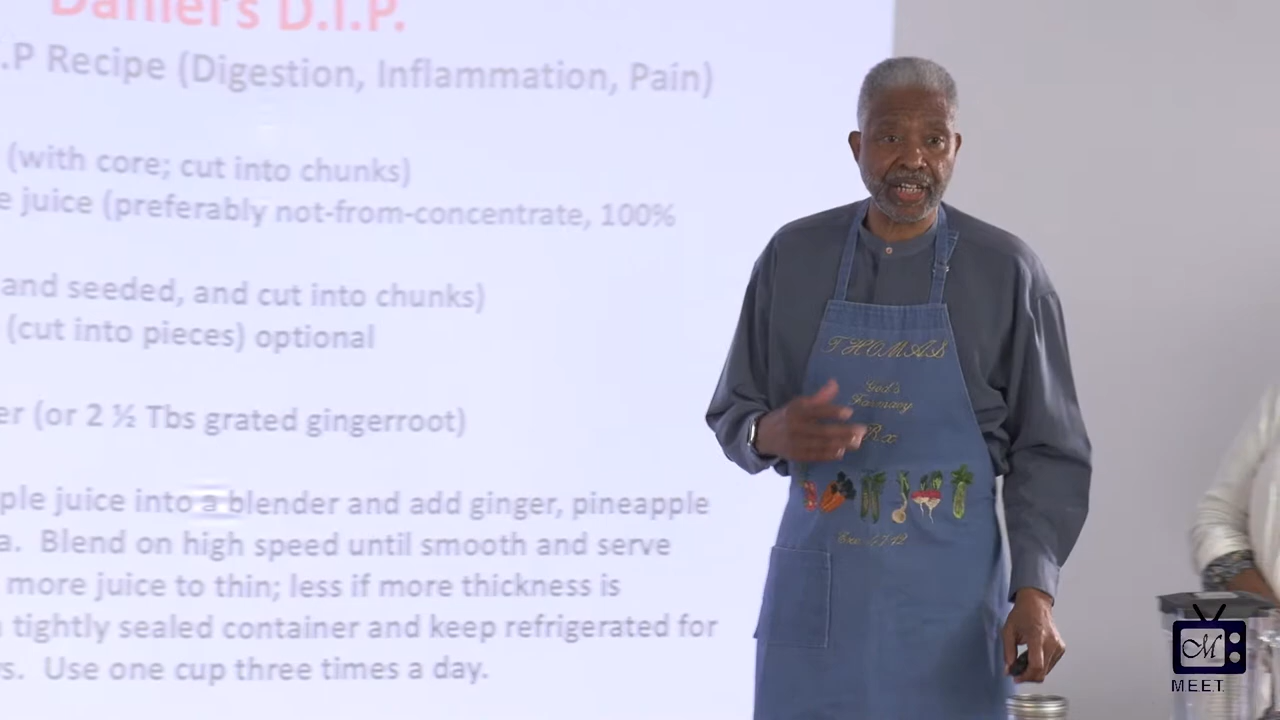 Daniel's D.I.P.
.P Recipe (Digestion, Inflammation, Pain)
(with core; cut into chunks)
e juice (preferably not-from-concentrate, 100%
and seeded, and cut into chunks)
(cut into pieces) optional
er (or 2 ½ Tbs grated gingerroot)
ple juice into a blender and add ginger, pineapple
a. Blend on high speed until smooth and serve
more juice to thin; less if more thickness is
tightly sealed container and keep refrigerated for
s. Use one cup three times a day.
THOMAS
God's
Farmacy
Rx
M
M.E.E.T.